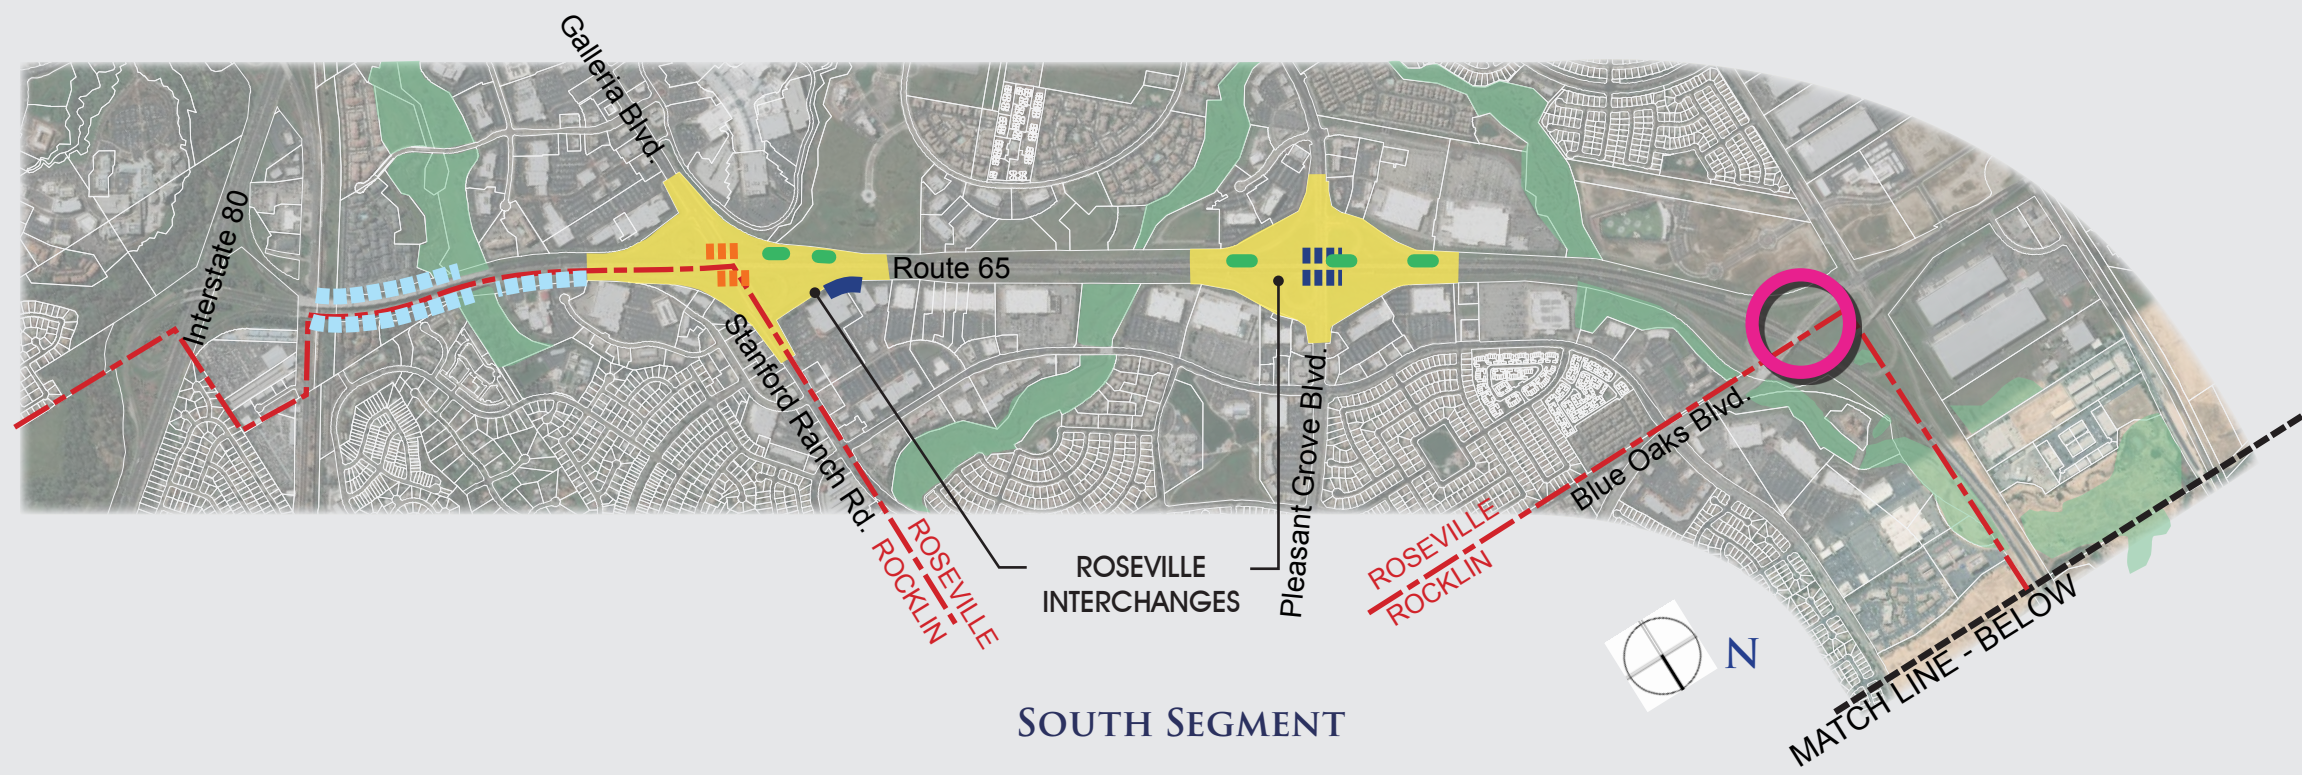 Galleria Blvd.
Interstate 80
Route 65
Stanford Ranch Rd.
ROSEVILLE
ROCKLIN
ROSEVILLE
INTERCHANGES
Pleasant Grove Blvd.
Blue Oaks Blvd.
ROSEVILLE
ROCKLIN
N
MATCH LINE - BELOW
SOUTH SEGMENT